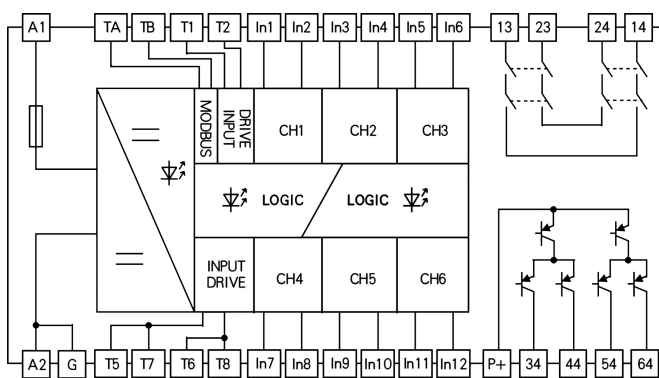 A1 TA TB T1 T2 In1 In2 In3 In4 In5 In6 13 23 24 14
MODBUS
DRIVE
INPUT
CH1 CH2 CH3
LOGIC LOGIC
INPUT
DRIVE
CH4 CH5 CH6
A2 G T5 T7 T6 T8 In7 In8 In9 In10 In11 In12 P+ 34 44 54 64